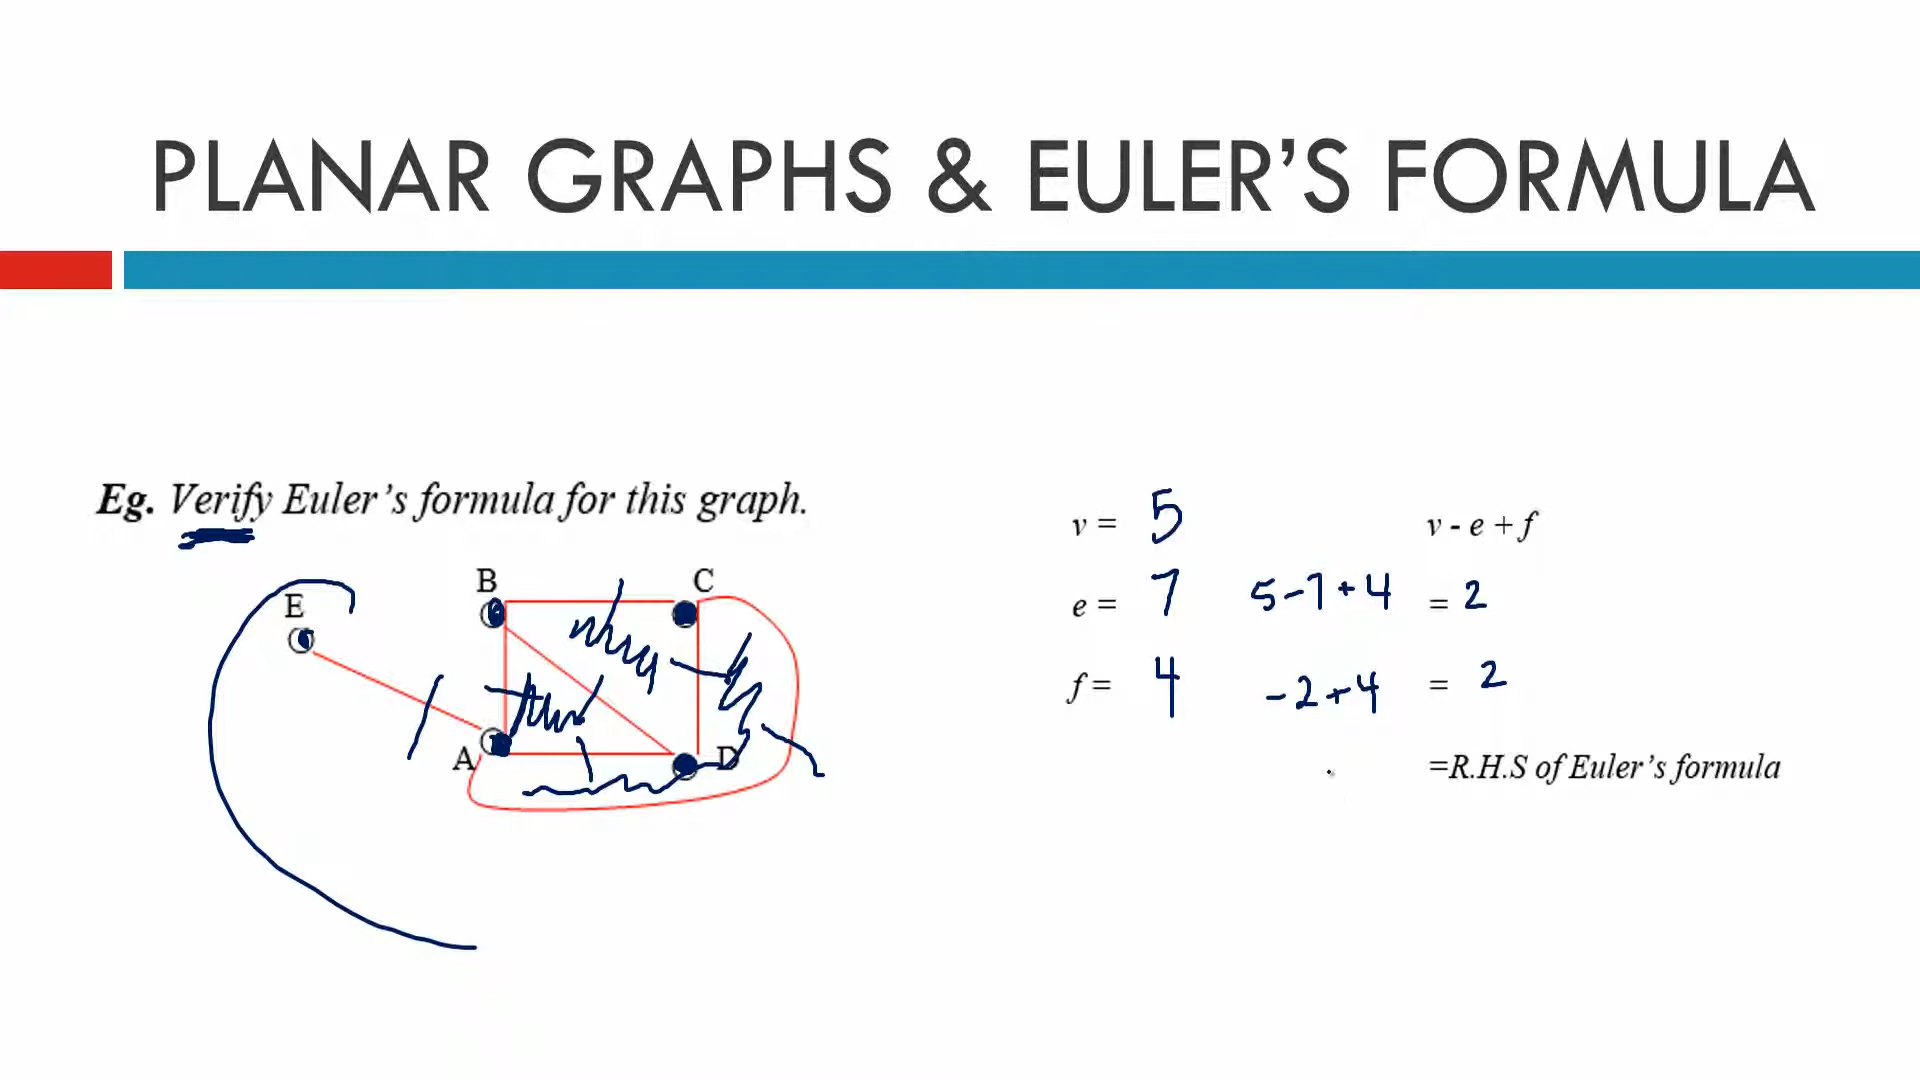 PLANAR GRAPHS & EULER’S FORMULA
Eg. Verify Euler’s formula for this graph.
E
B
C
A
D
v = 5
e = 7
f = 4
v - e + f
5 - 7 + 4 = 2
- 2 + 4 = 2
=R.H.S of Euler’s formula